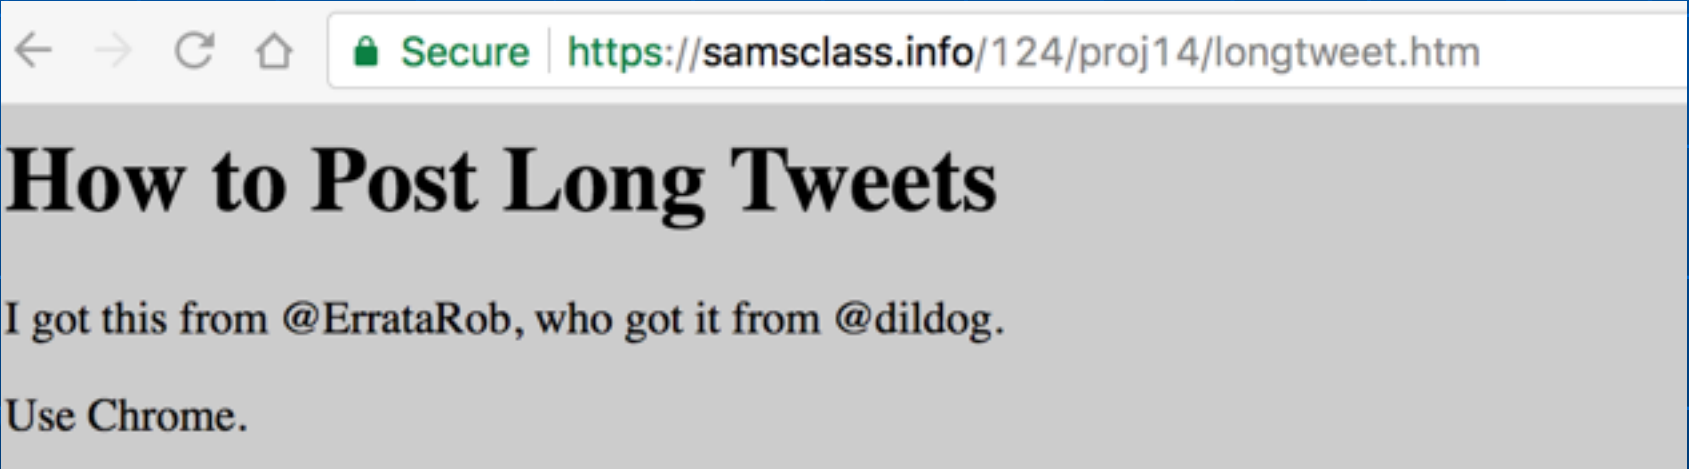 Secure https://samsclass.info/124/proj14/longtweet.htm
How to Post Long Tweets
I got this from @ErrataRob, who got it from @dildog.
Use Chrome.